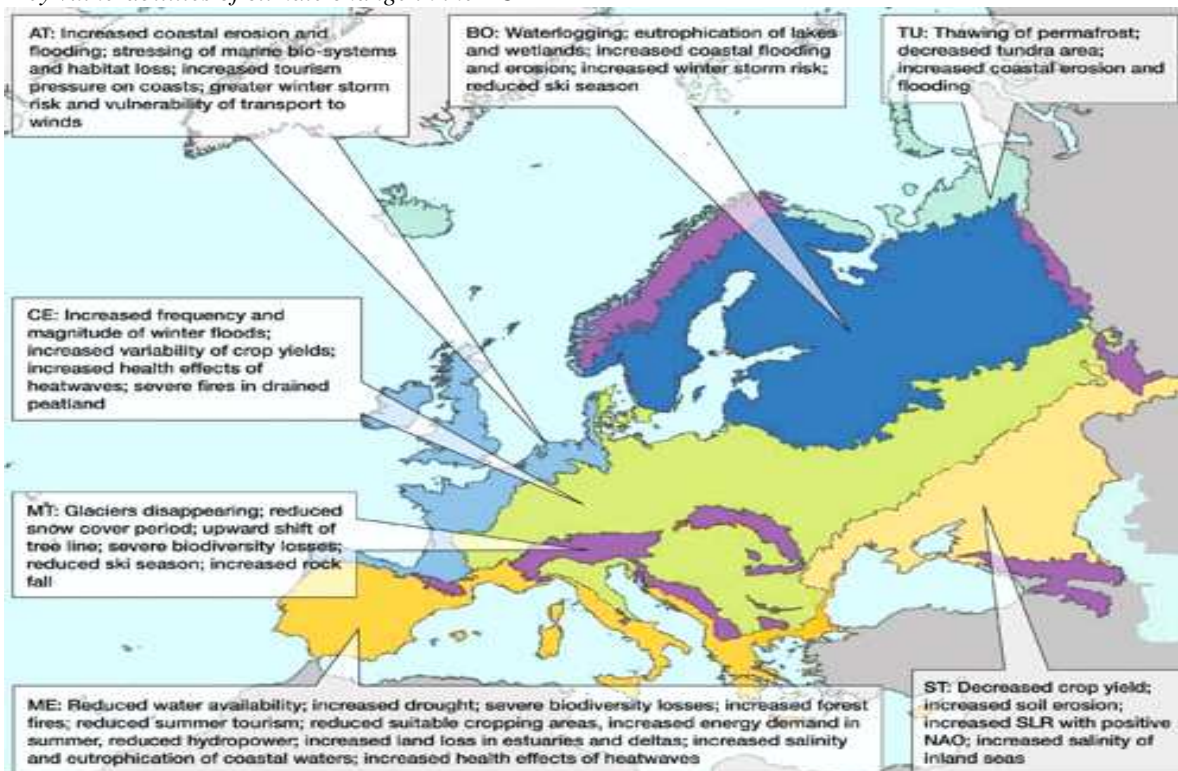 AT: Increased coastal erosion and
flooding; stressing of marine bio-systems
and habitat loss; increased tourism
pressure on coasts; greater winter storm
risk and vulnerability of transport to
winds
BO: Waterlogging; eutrophication of lakes
and wetlands; increased coastal flooding
and erosion; increased winter storm risk;
reduced ski season
TU: Thawing of permafrost;
decreased tundra area;
increased coastal erosion and
flooding
CE: Increased frequency and
magnitude of winter floods;
increased variability of crop yields;
increased health effects of
heatwaves; severe fires in drained
peatland
MT: Glaciers disappearing; reduced
snow cover period; upward shift of
tree line; severe biodiversity losses;
reduced ski season; increased rock
fall
ME: Reduced water availability; increased drought; severe biodiversity losses; increased forest
fires; reduced summer tourism; reduced suitable cropping areas, increased energy demand in
summer, reduced hydropower; increased land loss in estuaries and deltas; increased salinity
and eutrophication of coastal waters; increased health effects of heatwaves
ST: Decreased crop yield;
increased soil erosion;
increased SLR with positive
NAO; increased salinity of
inland seas